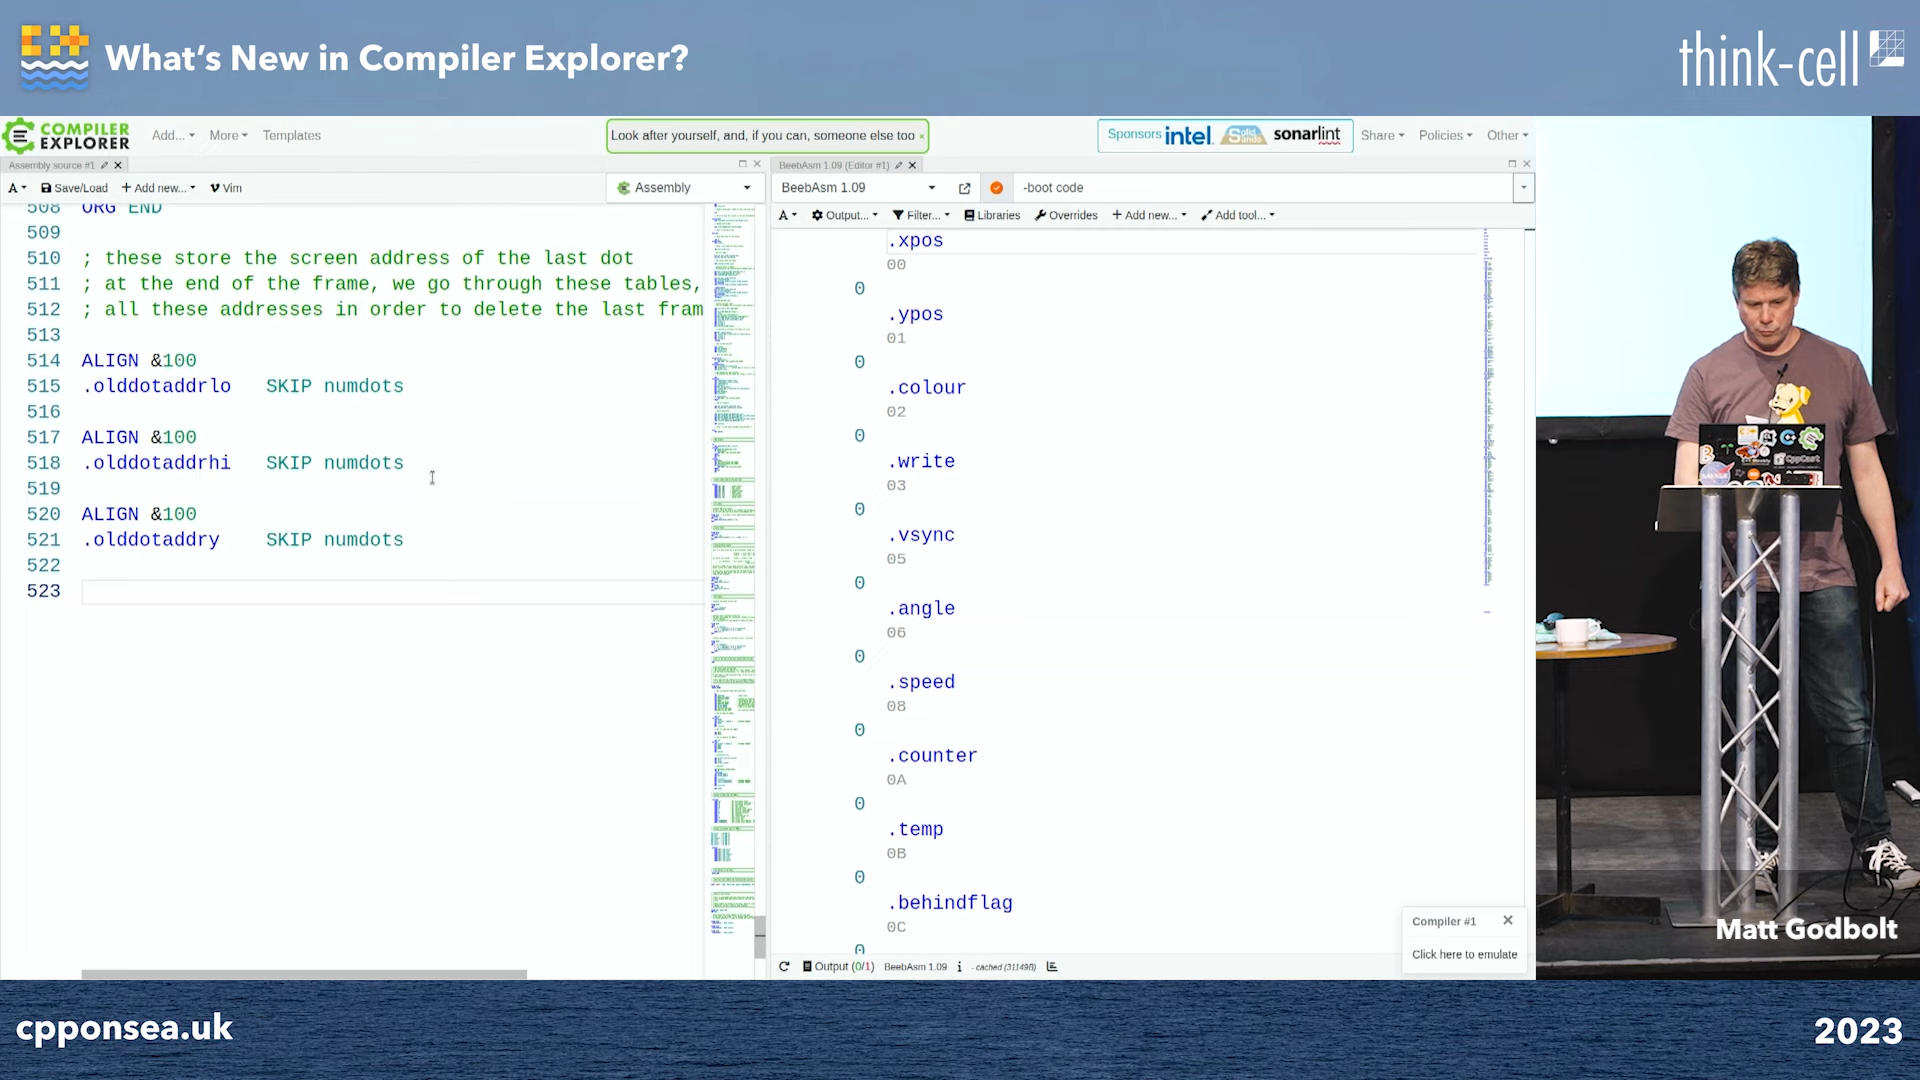 What's New in Compiler Explorer?
think-cell
COMPILER EXPLORER
Add...
More
Templates
Look after yourself, and, if you can, someone else too ×
Sponsors intel. Solid Sands sonarlint
Share
Policies
Other
Assembly source #1
A
Save/Load
+ Add new...
Vim
Assembly
508 ORG END
509
510 ; these store the screen address of the last dot
511 ; at the end of the frame, we go through these tables,
512 ; all these addresses in order to delete the last fram
513
514 ALIGN &100
515 .olddotaddrlo SKIP numdots
516
517 ALIGN &100
518 .olddotaddrhi SKIP numdots
519
520 ALIGN &100
521 .olddotaddry SKIP numdots
522
523
BeebAsm 1.09 (Editor #1)
BeebAsm 1.09
-boot code
A
Output...
Filter...
Libraries
Overrides
+ Add new...
Add tool...
.xpos
00
0
.ypos
01
0
.colour
02
0
.write
03
0
.vsync
05
0
.angle
06
0
.speed
08
0
.counter
0A
0
.temp
0B
0
.behindflag
0C
0
Compiler #1
Click here to emulate
Output (0/1) BeebAsm 1.09 i - cached (31149B)
CppCast
Matt Godbolt
cpponsea.uk
2023